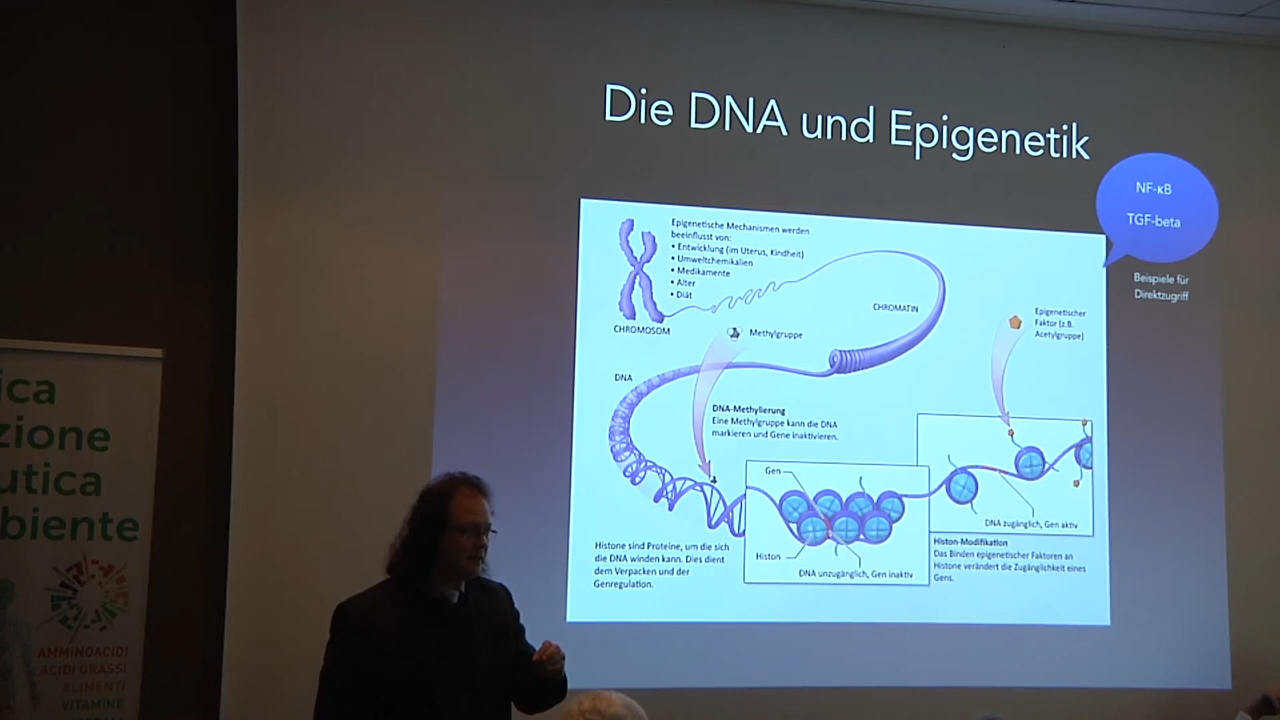 Die DNA und Epigenetik
NF-κB
TGF-beta
Beispiele für
Direktzugriff
Epigenetische Mechanismen werden
beeinflusst von:
• Entwicklung (im Uterus, Kindheit)
• Umweltchemikalien
• Medikamente
• Alter
• Diät
CHROMOSOM
Methylgruppe
CHROMATIN
Epigenetischer
Faktor (z.B.
Acetylgruppe)
DNA
DNA-Methylierung
Eine Methylgruppe kann die DNA
markieren und Gene inaktivieren.
Gen
Histon
DNA unzugänglich, Gen inaktiv
DNA zugänglich, Gen aktiv
Histon-Modifikation
Das Binden epigenetischer Faktoren an
Histone verändert die Zugänglichkeit eines
Gens.
Histone sind Proteine, um die sich
die DNA winden kann. Dies dient
dem Verpacken und der
Genregulation.
ica
zione
utica
biente
AMMINOACIDI
ACIDI GRASSI
ALIMENTI
VITAMINE